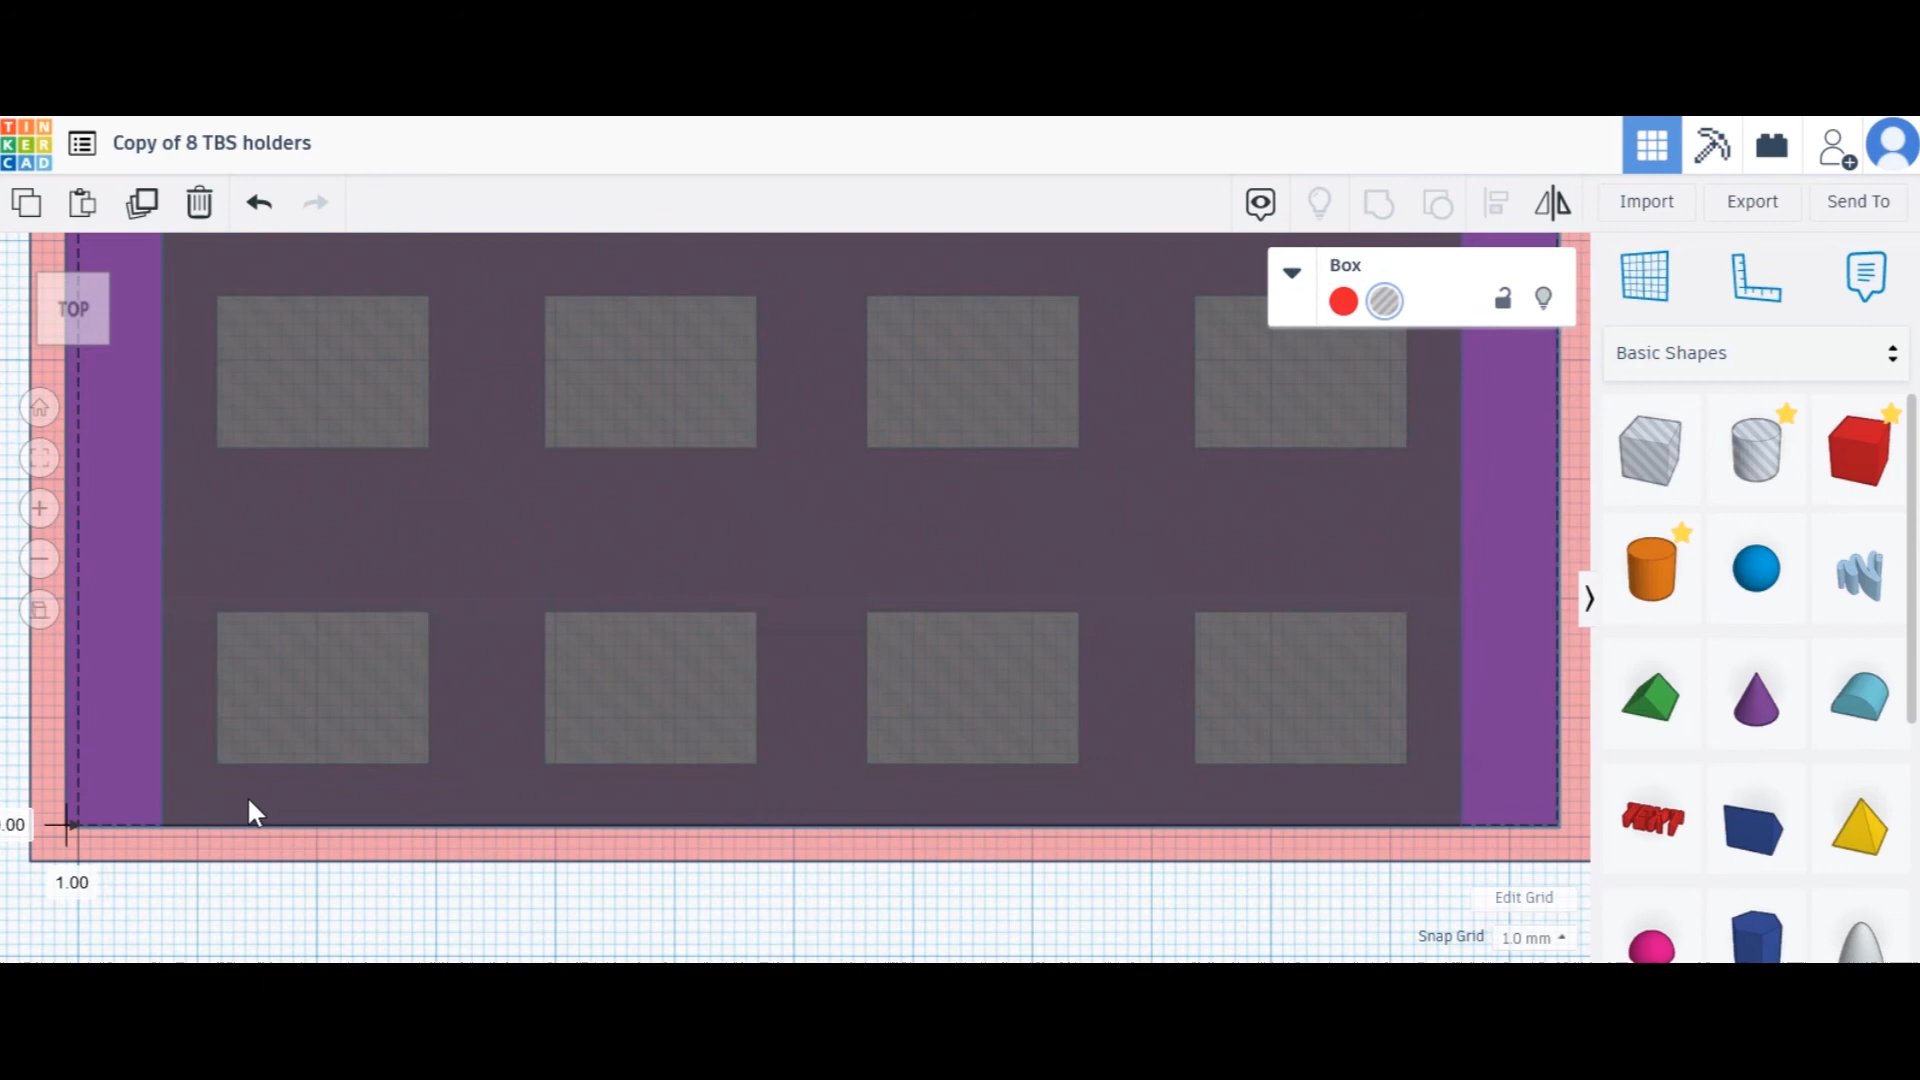 TIN
KER
CAD
Copy of 8 TBS holders
Import
Export
Send To
Box
TOP
Basic Shapes
TEXT
.00
1.00
Edit Grid
Snap Grid
1.0 mm